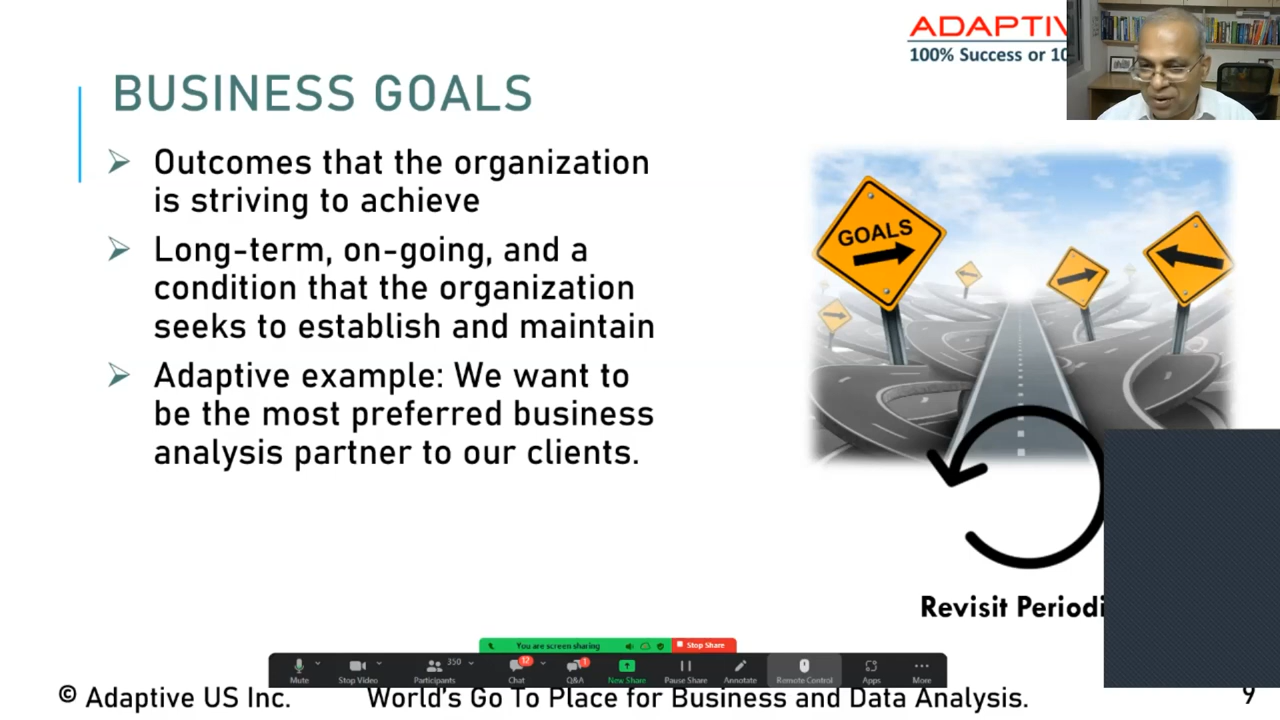 ADAPTIV
100% Success or 10
BUSINESS GOALS
Outcomes that the organization
is striving to achieve
Long-term, on-going, and a
condition that the organization
seeks to establish and maintain
Adaptive example: We want to
be the most preferred business
analysis partner to our clients.
GOALS
Revisit Periodi
You are screen sharing
Stop Share
350
12
1
Mute
Stop Video
Participants
Chat
Q&A
New Share
Pause Share
Annotate
Remote Control
Apps
More
© Adaptive US Inc.
World's Go To Place for Business and Data Analysis.
9